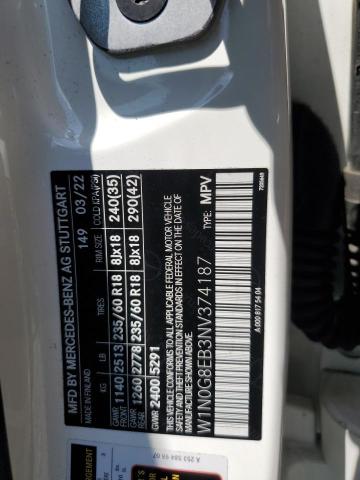 MFD BY MERCEDES-BENZ AG STUTTGART
MADE IN FINLAND 149 03/22
GAWR KG LB RIM SIZE COLD KPA(PSI)
FRONT 1140 2513 235/60 R18 8Jx18 240(35)
GAWR
REAR 1260 2778 235/60 R18 8Jx18 290(42)
GVWR 2400 5291
THIS VEHICLE CONFORMS TO ALL APPLICABLE FEDERAL MOTOR VEHICLE
SAFETY AND THEFT PREVENTION STANDARDS IN EFFECT ON THE DATE OF
MANUFACTURE SHOWN ABOVE.
W1N0G8EB3NV374187 TYPE: MPV
A 000 817 54 04